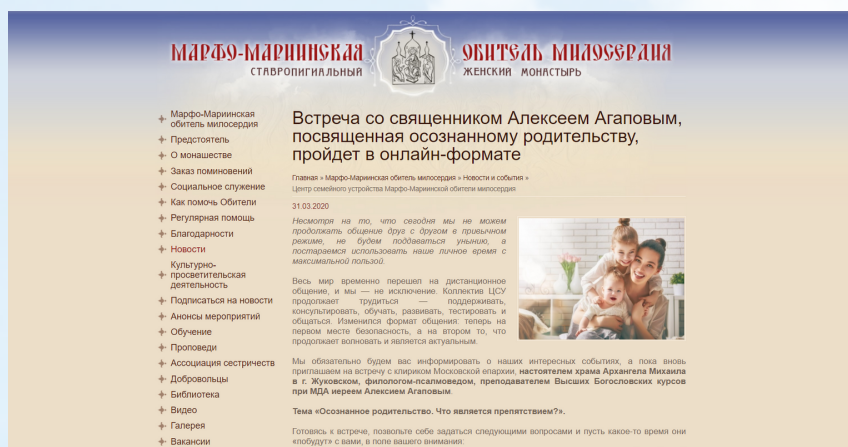 МАРФО-МАРИИНСКАЯ ОБИТЕЛЬ МИЛОСЕРДИЯ
СТАВРОПИГИАЛЬНЫЙ ЖЕНСКИЙ МОНАСТЫРЬ
Марфо-Мариинская
обитель милосердия
Предстоятель
О монашестве
Заказ поминовений
Социальное служение
Как помочь Обители
Регулярная помощь
Благодарности
Новости
Культурно-
просветительская
деятельность
Подписаться на новости
Анонсы мероприятий
Обучение
Проповеди
Ассоциация сестричеств
Добровольцы
Библиотека
Видео
Галерея
Вакансии
Встреча со священником Алексеем Агаповым,
посвященная осознанному родительству,
пройдет в онлайн-формате
Главная » Марфо-Мариинская обитель милосердия » Новости и события »
Центр семейного устройства Марфо-Мариинской обители милосердия
31.03.2020
Несмотря на то, что сегодня мы не можем
продолжать общение друг с другом в привычном
режиме, не будем поддаваться унынию, а
постараемся использовать наше личное время с
максимальной пользой.
Весь мир временно перешел на дистанционное
общение, и мы — не исключение. Коллектив ЦСУ
продолжает трудиться — поддерживать,
консультировать, обучать, развивать, тестировать и
общаться. Изменился формат общения: теперь на
первом месте безопасность, а на втором то, что
продолжает волновать и является актуальным.
Мы обязательно будем вас информировать о наших интересных событиях, а пока вновь
приглашаем на встречу с клириком Московской епархии, настоятелем храма Архангела Михаила
в г. Жуковском, филологом-псалмоведом, преподавателем Высших Богословских курсов
при МДА иереем Алексием Агаповым.
Тема «Осознанное родительство. Что является препятствием?».
Готовясь к встрече, позвольте себе задаться следующими вопросами и пусть какое-то время они
«побудут» с вами, в поле вашего внимания: